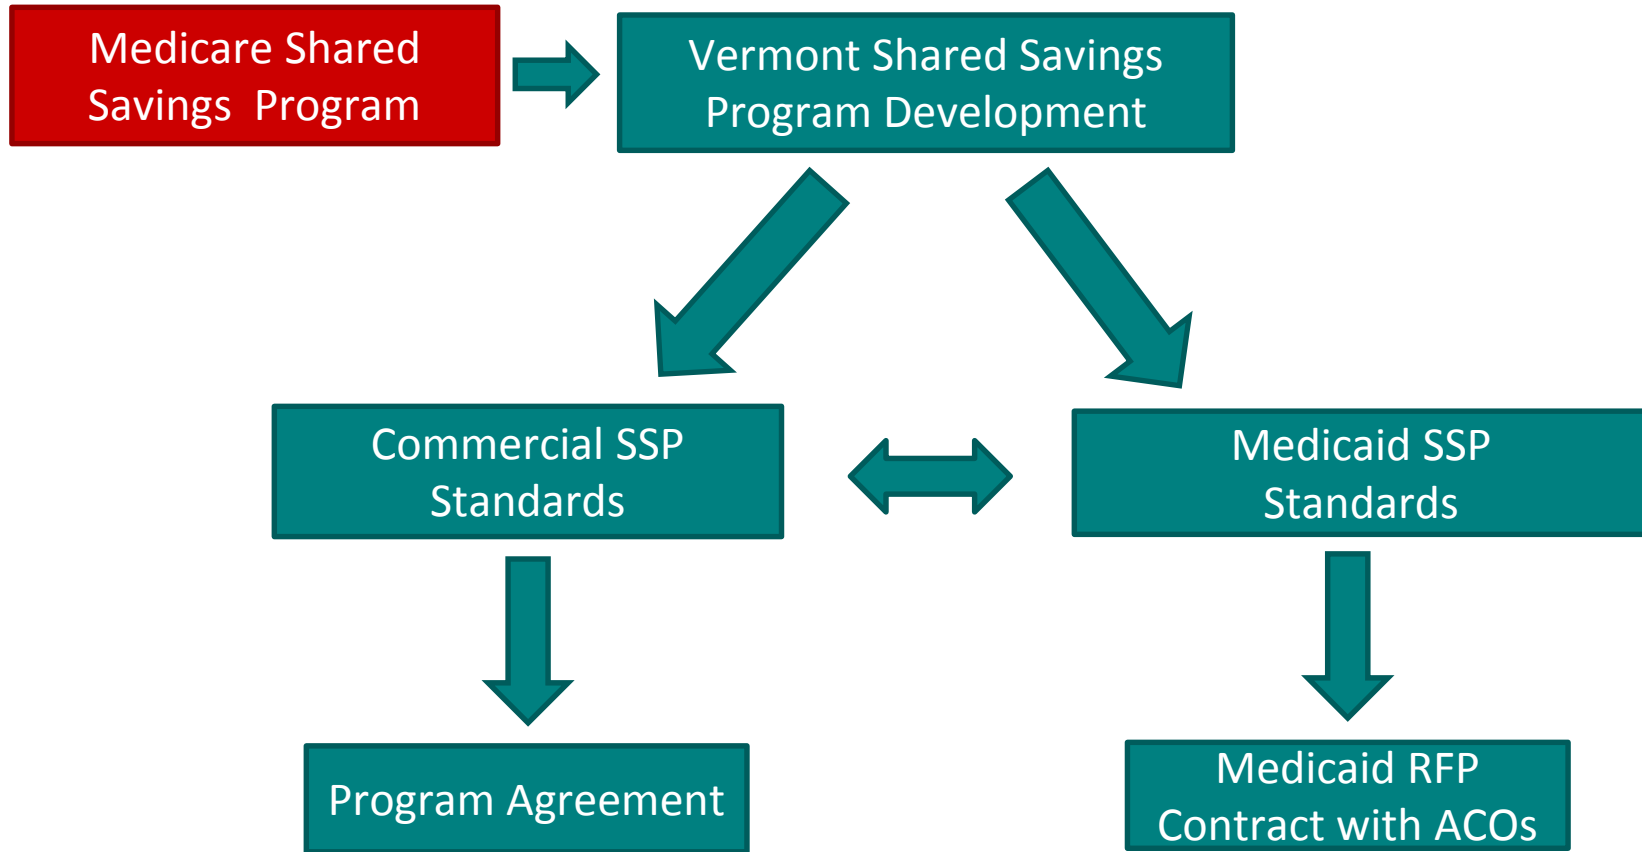 Medicare Shared
Savings  Program
Vermont Shared Savings
Program Development
Commercial SSP
Standards
Medicaid SSP
Standards
Program Agreement
Medicaid RFP
Contract with ACOs